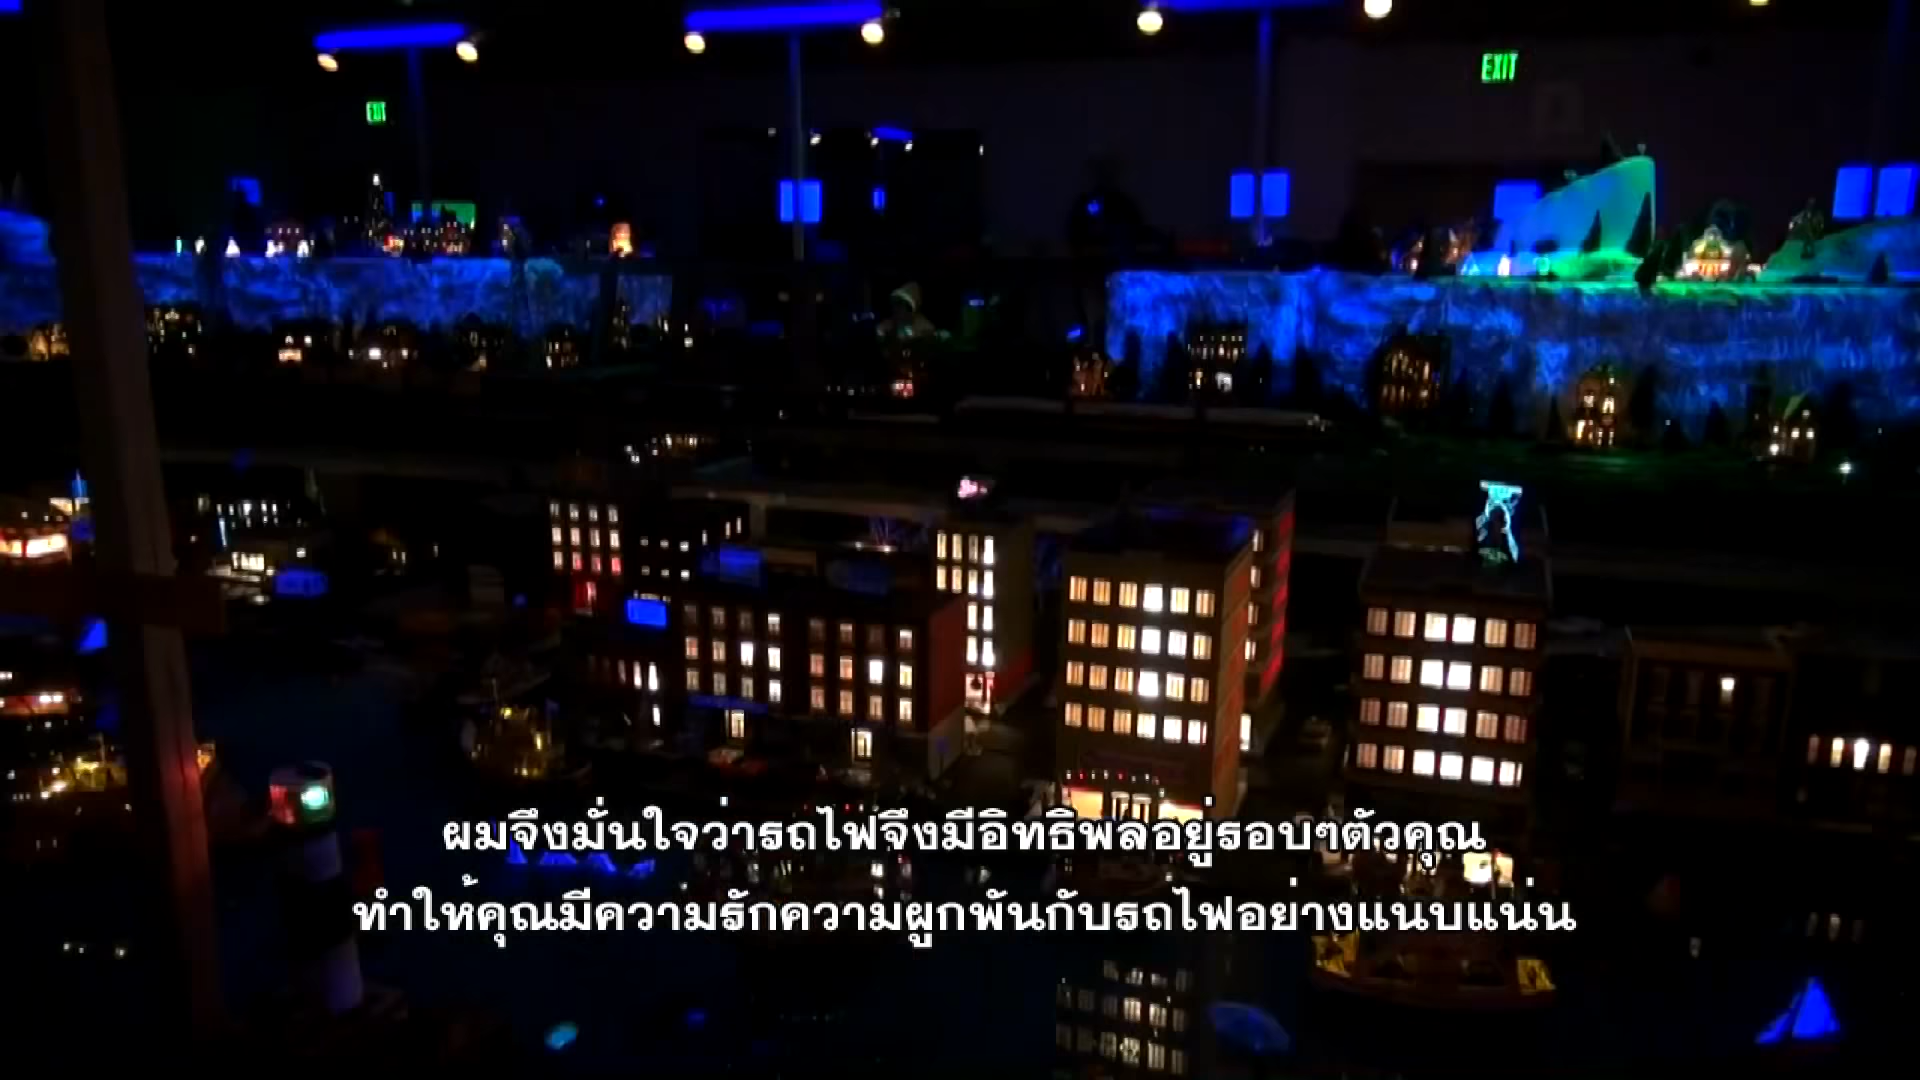 EXIT
EXIT
ผมจึงมั่นใจว่ารถไฟจึงมีอิทธิพลอยู่รอบๆตัวคุณ
ทำให้คุณมีความรักความผูกพันกับรถไฟอย่างแนบแน่น